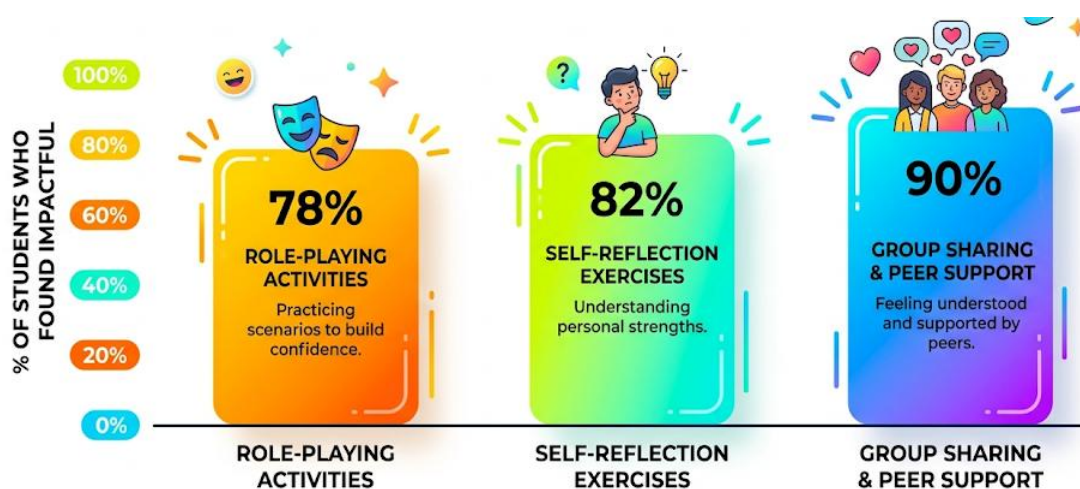 % OF STUDENTS WHO
FOUND IMPACTFUL
100%
80%
60%
40%
20%
0%
78%
ROLE-PLAYING
ACTIVITIES
Practicing
scenarios to build
confidence.
?
82%
SELF-REFLECTION
EXERCISES
Understanding
personal strengths.
90%
GROUP SHARING
& PEER SUPPORT
Feeling understood
and supported by
peers.
ROLE-PLAYING
ACTIVITIES
SELF-REFLECTION
EXERCISES
GROUP SHARING
& PEER SUPPORT